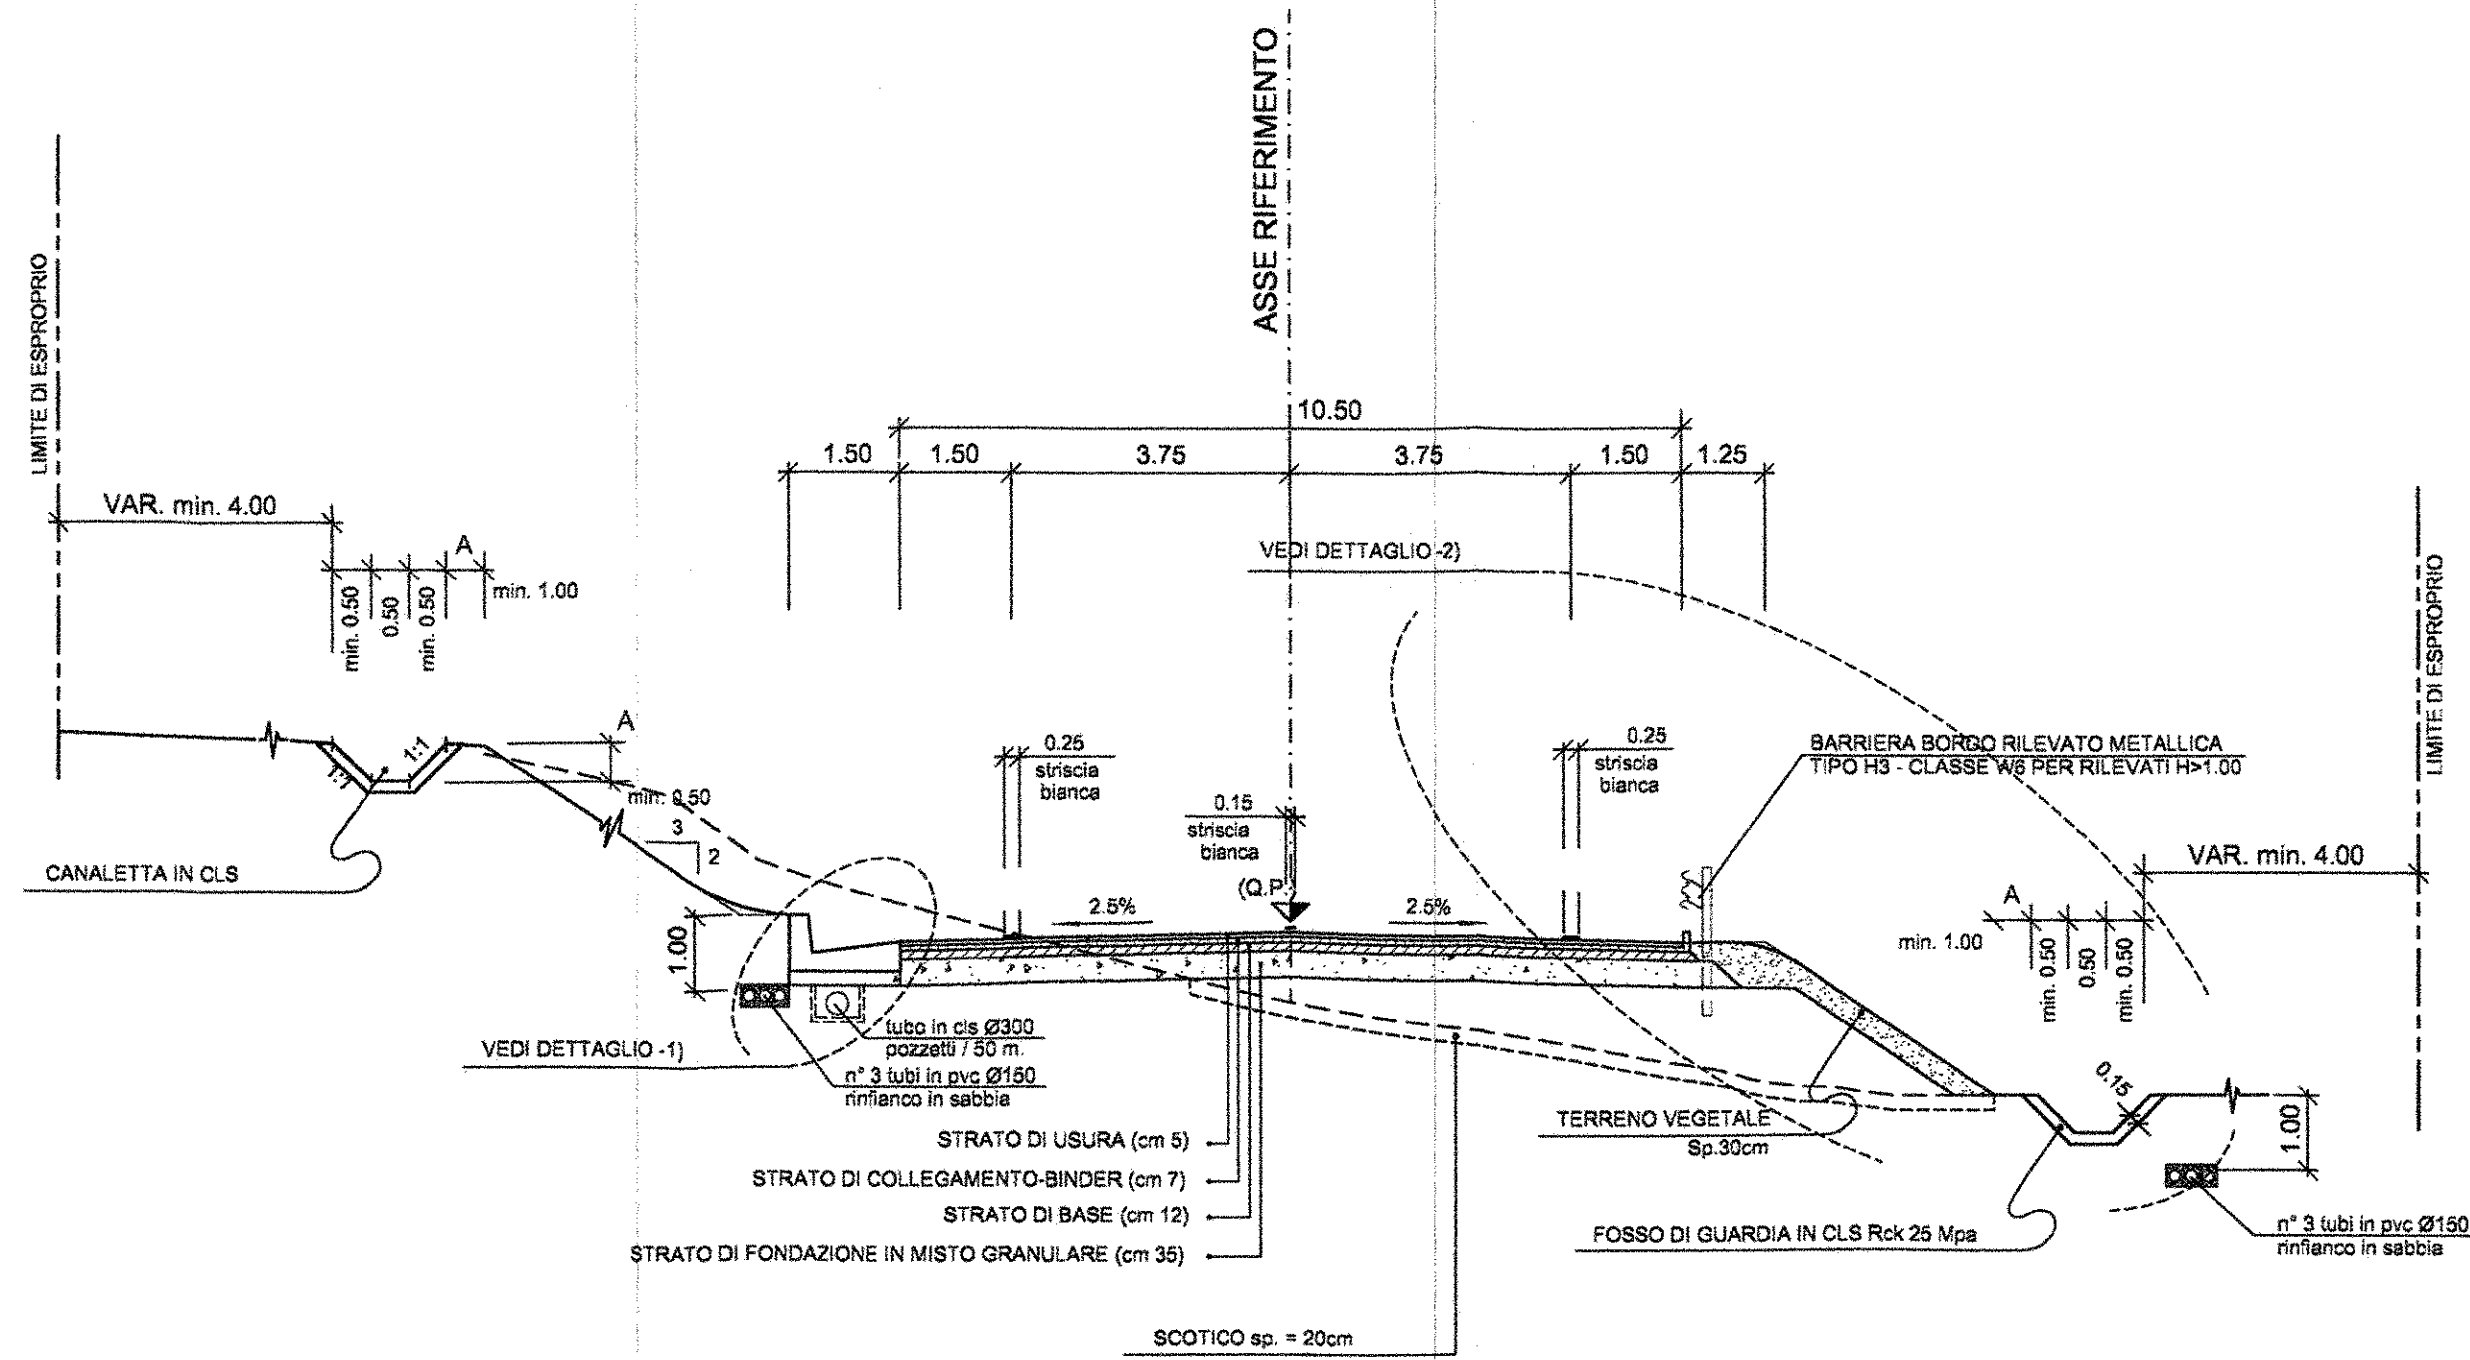 ASSE RIFERIMENTO
LIMITE DI ESPROPRIO
10.50
1.50
1.50
3.75
3.75
1.50
1.25
VAR. min. 4.00
A
min. 1.00
min. 0.50
0.50
min. 0.50
VEDI DETTAGLIO -2)
LIMITE DI ESPROPRIO
A
1:1
1:1
min. 0.50
3
2
0.25
striscia
bianca
0.15
striscia
bianca
(Q.P.
0.25
striscia
bianca
BARRIERA BORGO RILEVATO METALLICA
TIPO H3 - CLASSE W6 PER RILEVATI H>1.00
CANALETTA IN CLS
VAR. min. 4.00
A
min. 1.00
min. 0.50
0.50
min. 0.50
2.5%
2.5%
1.00
VEDI DETTAGLIO -1)
tubo in cls Ø300
pozzetti / 50 m.
n° 3 tubi in pvc Ø150
rinfianco in sabbia
0.15
1.00
TERRENO VEGETALE
Sp.30cm
STRATO DI USURA (cm 5)
STRATO DI COLLEGAMENTO-BINDER (cm 7)
STRATO DI BASE (cm 12)
STRATO DI FONDAZIONE IN MISTO GRANULARE (cm 35)
FOSSO DI GUARDIA IN CLS Rck 25 Mpa
n° 3 tubi in pvc Ø150
rinfianco in sabbia
SCOTICO sp. = 20cm